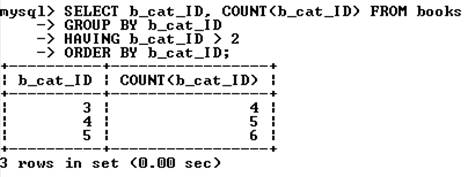 mysql> SELECT b_cat_ID, COUNT(b_cat_ID) FROM books
-> GROUP BY b_cat_ID
-> HAVING b_cat_ID > 2
-> ORDER BY b_cat_ID;
+----------+-----------------+
| b_cat_ID | COUNT(b_cat_ID) |
+----------+-----------------+
| 3 | 4 |
| 4 | 5 |
| 5 | 6 |
+----------+-----------------+
3 rows in set (0.00 sec)